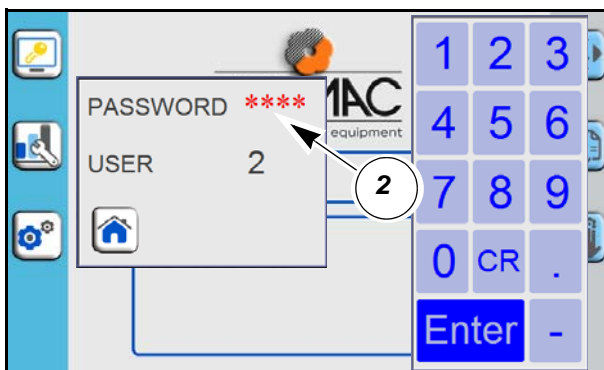 PASSWORD ****
USER 2
MAC
equipment
2
1 2 3
4 5 6
7 8 9
0 CR .
Enter -